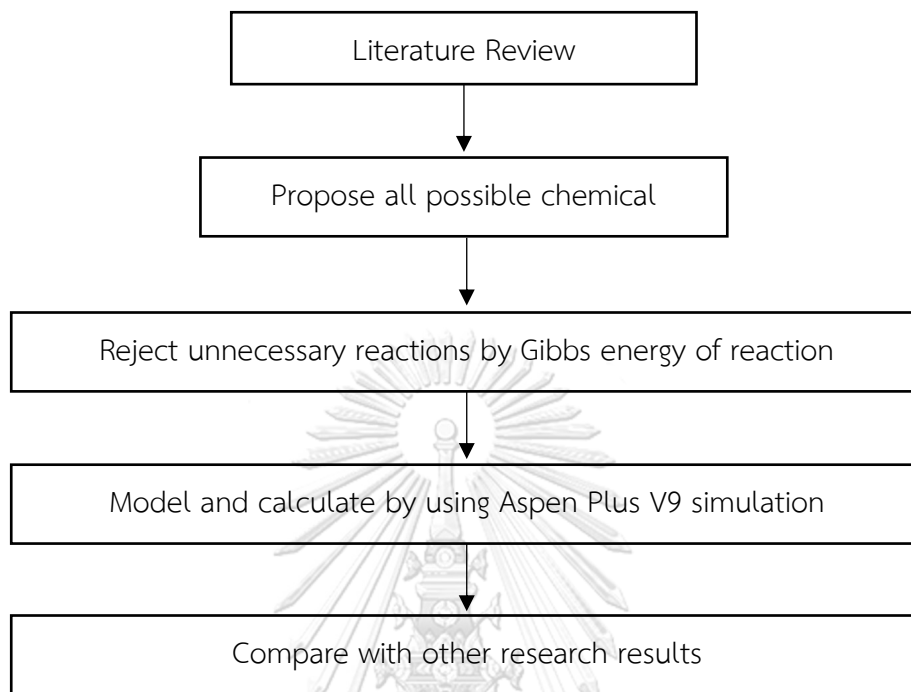 Literature Review
Propose all possible chemical
Reject unnecessary reactions by Gibbs energy of reaction
Model and calculate by using Aspen Plus V9 simulation
Compare with other research results